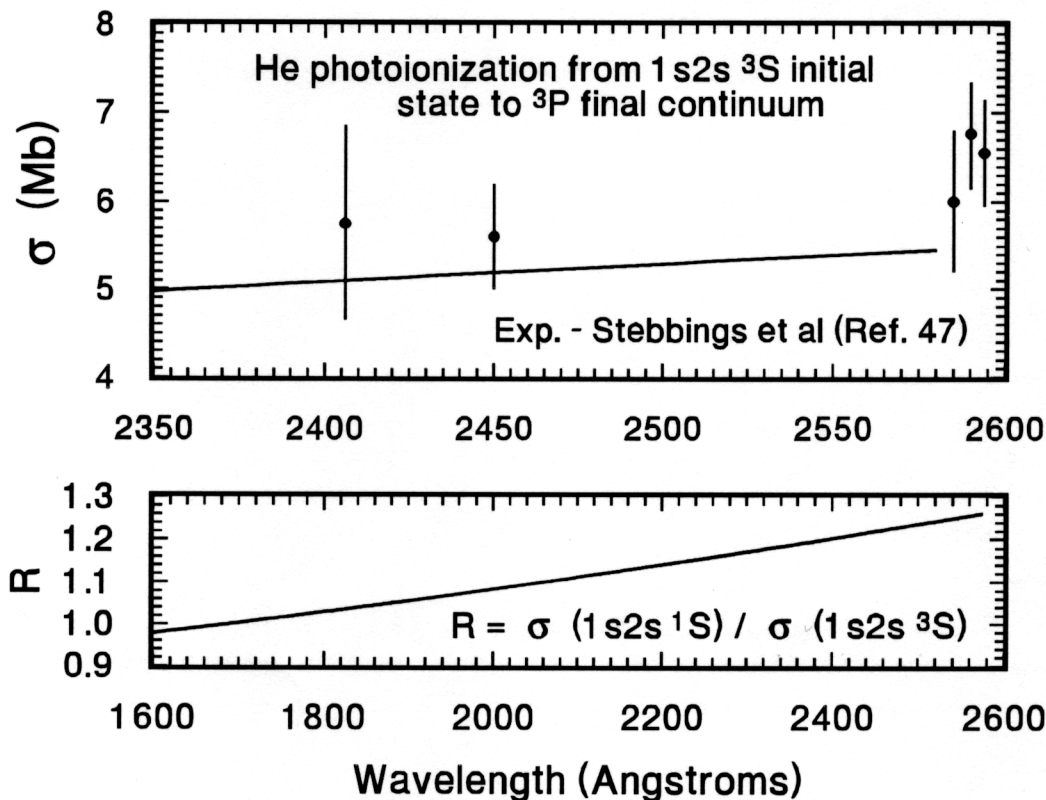 8
7
6
5
4
σ (Mb)
He photoionization from 1s2s ³S initial
state to ³P final continuum
Exp. - Stebbings et al (Ref. 47)
2350 2400 2450 2500 2550 2600
1.3
1.2
1.1
1.0
0.9
R
R = σ (1s2s ¹S) / σ (1s2s ³S)
1600 1800 2000 2200 2400 2600
Wavelength (Angstroms)